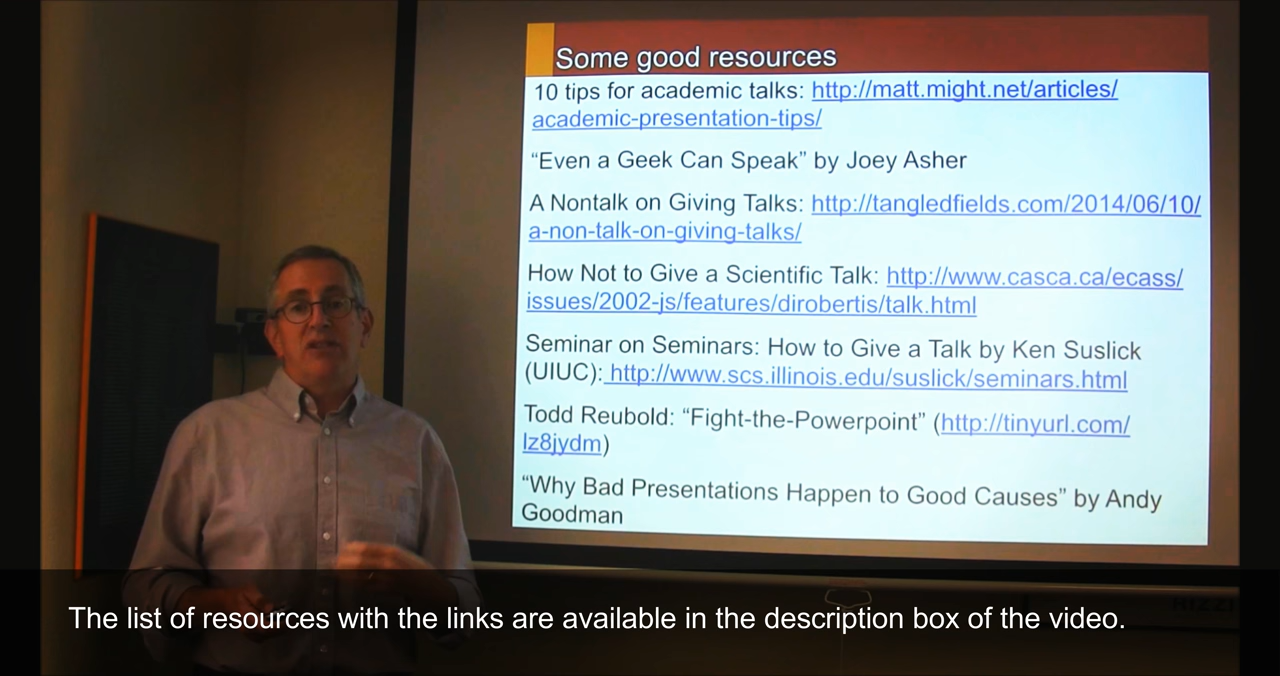 Some good resources
10 tips for academic talks: http://matt.might.net/articles/
academic-presentation-tips/
“Even a Geek Can Speak” by Joey Asher
A Nontalk on Giving Talks: http://tangledfields.com/2014/06/10/
a-non-talk-on-giving-talks/
How Not to Give a Scientific Talk: http://www.casca.ca/ecass/
issues/2002-js/features/dirobertis/talk.html
Seminar on Seminars: How to Give a Talk by Ken Suslick
(UIUC): http://www.scs.illinois.edu/suslick/seminars.html
Todd Reubold: “Fight-the-Powerpoint” (http://tinyurl.com/
lz8jydm)
“Why Bad Presentations Happen to Good Causes” by Andy
Goodman
The list of resources with the links are available in the description box of the video.